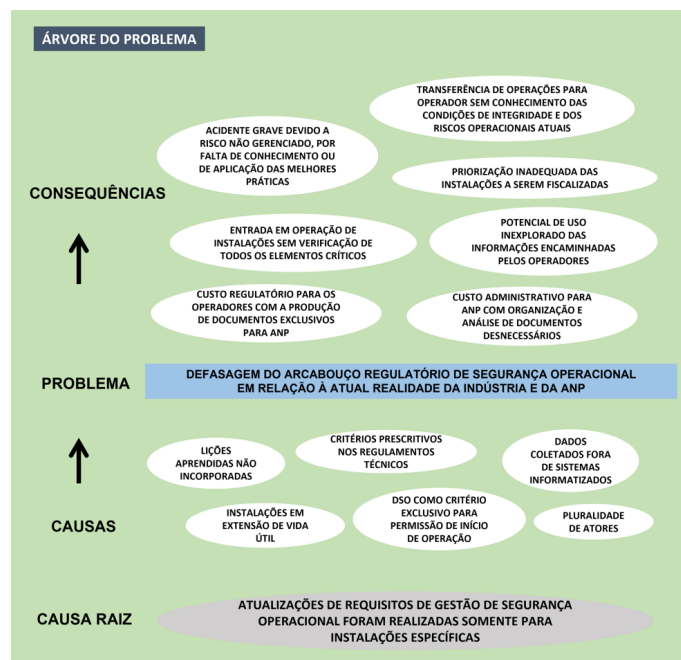 ÁRVORE DO PROBLEMA
TRANSFERÊNCIA DE OPERAÇÕES PARA
OPERADOR SEM CONHECIMENTO DAS
CONDIÇÕES DE INTEGRIDADE E DOS
RISCOS OPERACIONAIS ATUAIS
ACIDENTE GRAVE DEVIDO A
RISCO NÃO GERENCIADO, POR
FALTA DE CONHECIMENTO OU
DE APLICAÇÃO DAS MELHORES
PRÁTICAS
PRIORIZAÇÃO INADEQUADA DAS
INSTALAÇÕES A SEREM FISCALIZADAS
CONSEQUÊNCIAS
ENTRADA EM OPERAÇÃO DE
INSTALAÇÕES SEM VERIFICAÇÃO DE
TODOS OS ELEMENTOS CRÍTICOS
POTENCIAL DE USO
INEXPLORADO DAS
INFORMAÇÕES ENCAMINHADAS
PELOS OPERADORES
CUSTO REGULATÓRIO PARA OS
OPERADORES COM A PRODUÇÃO
DE DOCUMENTOS EXCLUSIVOS
PARA ANP
CUSTO ADMINISTRATIVO PARA
ANP COM ORGANIZAÇÃO E
ANÁLISE DE DOCUMENTOS
DESNECESSÁRIOS
PROBLEMA
DEFASAGEM DO ARCABOUÇO REGULATÓRIO DE SEGURANÇA OPERACIONAL
EM RELAÇÃO À ATUAL REALIDADE DA INDÚSTRIA E DA ANP
LIÇÕES
APRENDIDAS NÃO
INCORPORADAS
CRITÉRIOS PRESCRITIVOS
NOS REGULAMENTOS
TÉCNICOS
DADOS
COLETADOS FORA
DE SISTEMAS
INFORMATIZADOS
CAUSAS
INSTALAÇÕES EM
EXTENSÃO DE VIDA
ÚTIL
DSO COMO CRITÉRIO
EXCLUSIVO PARA
PERMISSÃO DE INÍCIO
DE OPERAÇÃO
PLURALIDADE
DE ATORES
CAUSA RAIZ
ATUALIZAÇÕES DE REQUISITOS DE GESTÃO DE SEGURANÇA
OPERACIONAL FORAM REALIZADAS SOMENTE PARA
INSTALAÇÕES ESPECÍFICAS